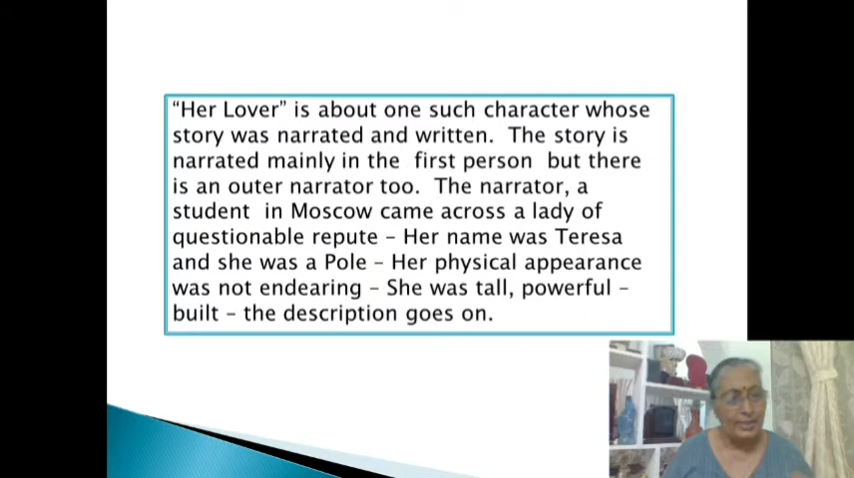 “Her Lover” is about one such character whose
story was narrated and written. The story is
narrated mainly in the first person but there
is an outer narrator too. The narrator, a
student in Moscow came across a lady of
questionable repute – Her name was Teresa
and she was a Pole – Her physical appearance
was not endearing – She was tall, powerful –
built – the description goes on.